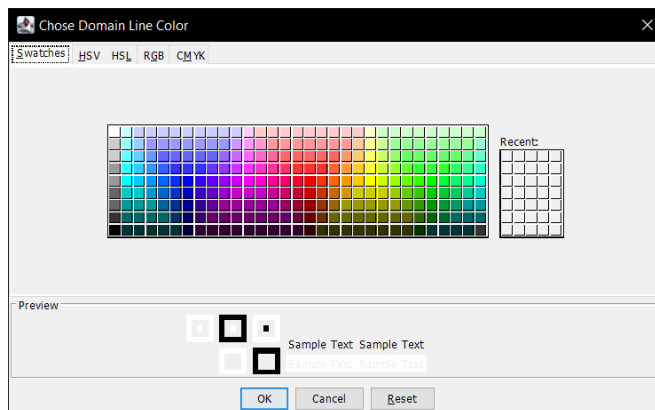 Chose Domain Line Color
Swatches HSV HSL RGB CMYK
Recent:
Preview
Sample Text Sample Text
Sample Text Sample Text
OK Cancel Reset